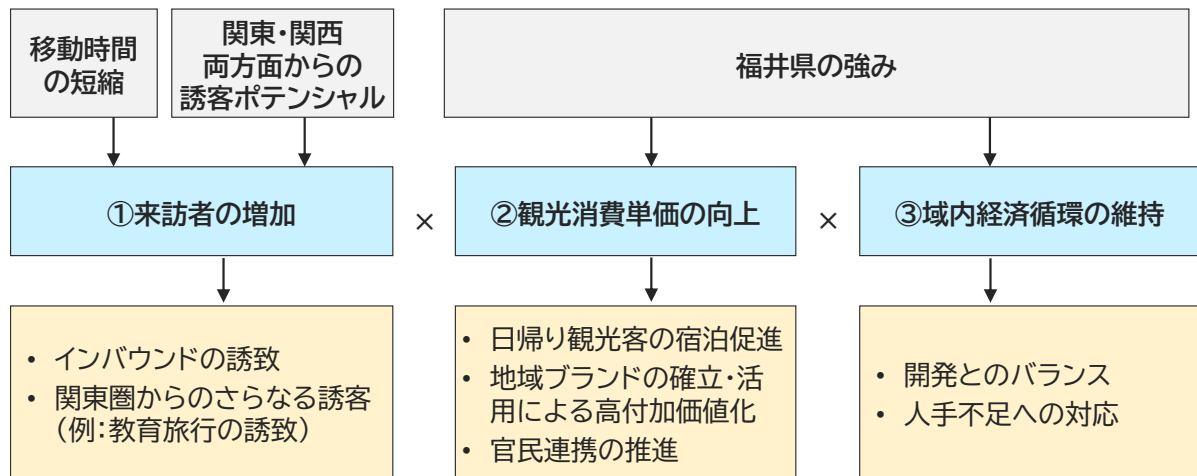 移動時間
の短縮
関東・関西
両方面からの
誘客ポテンシャル
福井県の強み
①来訪者の増加
×
②観光消費単価の向上
×
③域内経済循環の維持
• インバウンドの誘致
• 関東圏からのさらなる誘客
(例:教育旅行の誘致)
• 日帰り観光客の宿泊促進
• 地域ブランドの確立・活
用による高付加価値化
• 官民連携の推進
• 開発とのバランス
• 人手不足への対応